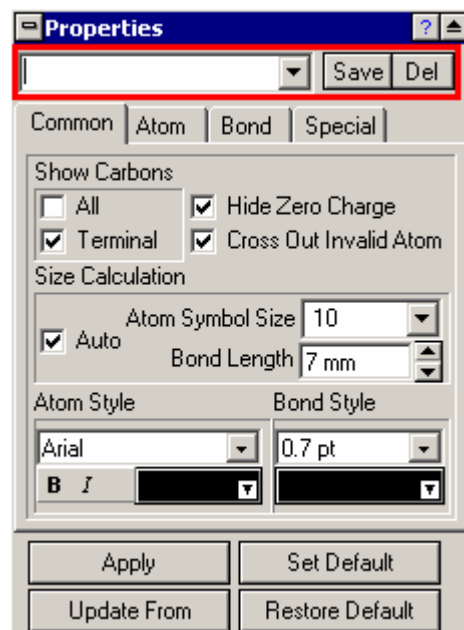 Properties ?
Save Del
Common Atom Bond Special
Show Carbons
All Hide Zero Charge
Terminal Cross Out Invalid Atom
Size Calculation
Atom Symbol Size 10
Auto
Bond Length 7 mm
Atom Style Bond Style
Arial 0.7 pt
B I
Apply Set Default
Update From Restore Default